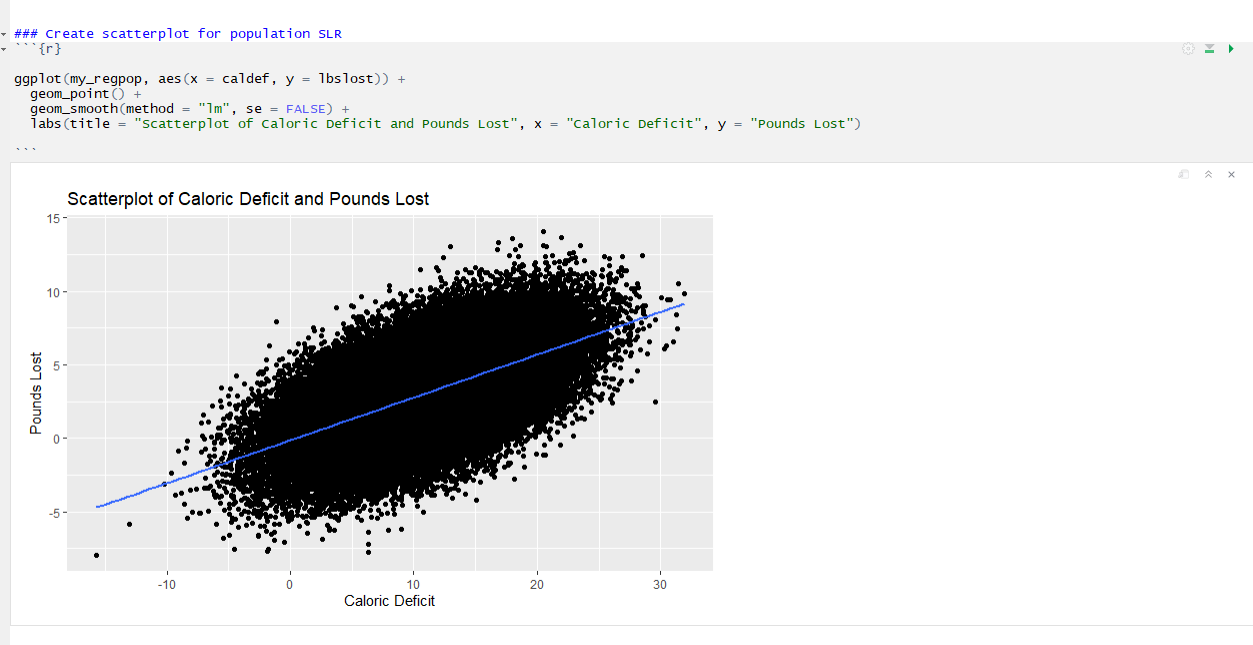 ### Create scatterplot for population SLR
```{r}
ggplot(my_regpop, aes(x = caldef, y = lbslost)) +
  geom_point() +
  geom_smooth(method = "lm", se = FALSE) +
  labs(title = "Scatterplot of Caloric Deficit and Pounds Lost", x = "Caloric Deficit", y = "Pounds Lost")
```
Scatterplot of Caloric Deficit and Pounds Lost
15
10
5
0
-5
Pounds Lost
-10 0 10 20 30
Caloric Deficit